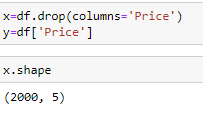 x=df.drop(columns='Price')
y=df['Price']
x.shape
(2000, 5)